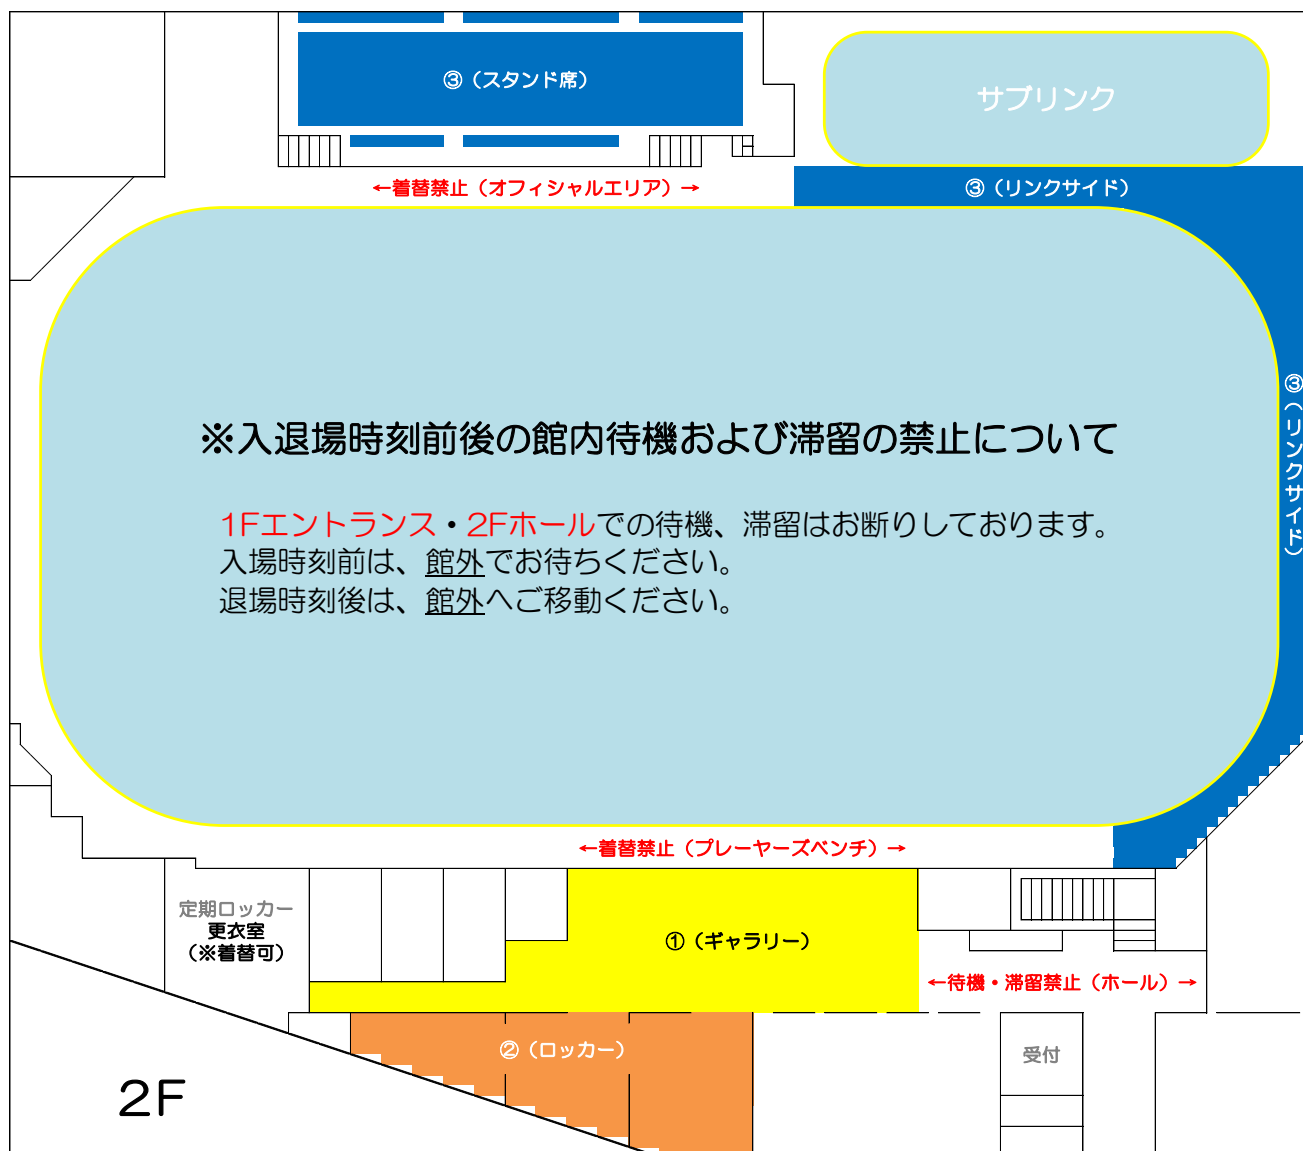 ③（スタンド席）
サブリンク
←着替禁止（オフィシャルエリア）→
③（リンクサイド）
③（リンクサイド）
※入退場時刻前後の館内待機および滞留の禁止について
1Fエントランス・2Fホールでの待機、滞留はお断りしております。
入場時刻前は、館外でお待ちください。
退場時刻後は、館外へご移動ください。
←着替禁止（プレーヤーズベンチ）→
定期ロッカー
更衣室
（※着替可）
①（ギャラリー）
←待機・滞留禁止（ホール）→
②（ロッカー）
受付
2F